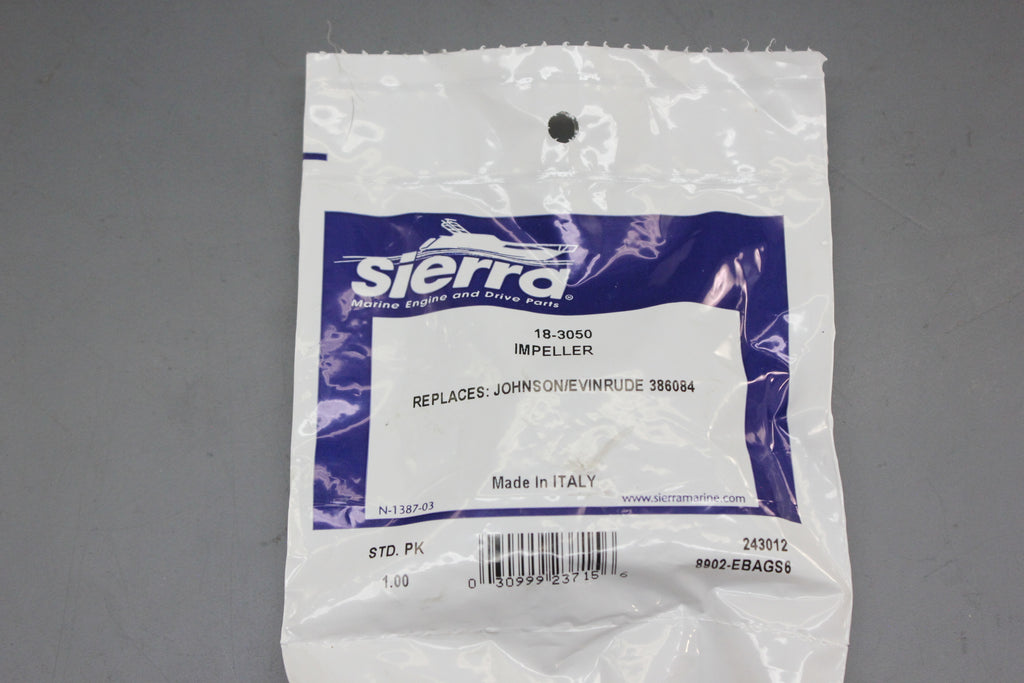 sierra®
Marine Engine and Drive Parts
18-3050
IMPELLER
REPLACES: JOHNSON/EVINRUDE 386084
Made In ITALY
N-1387-03
www.sierramarine.com
STD. PK
1.00
243012
8902-EBAGS6
0 30999 23715 6